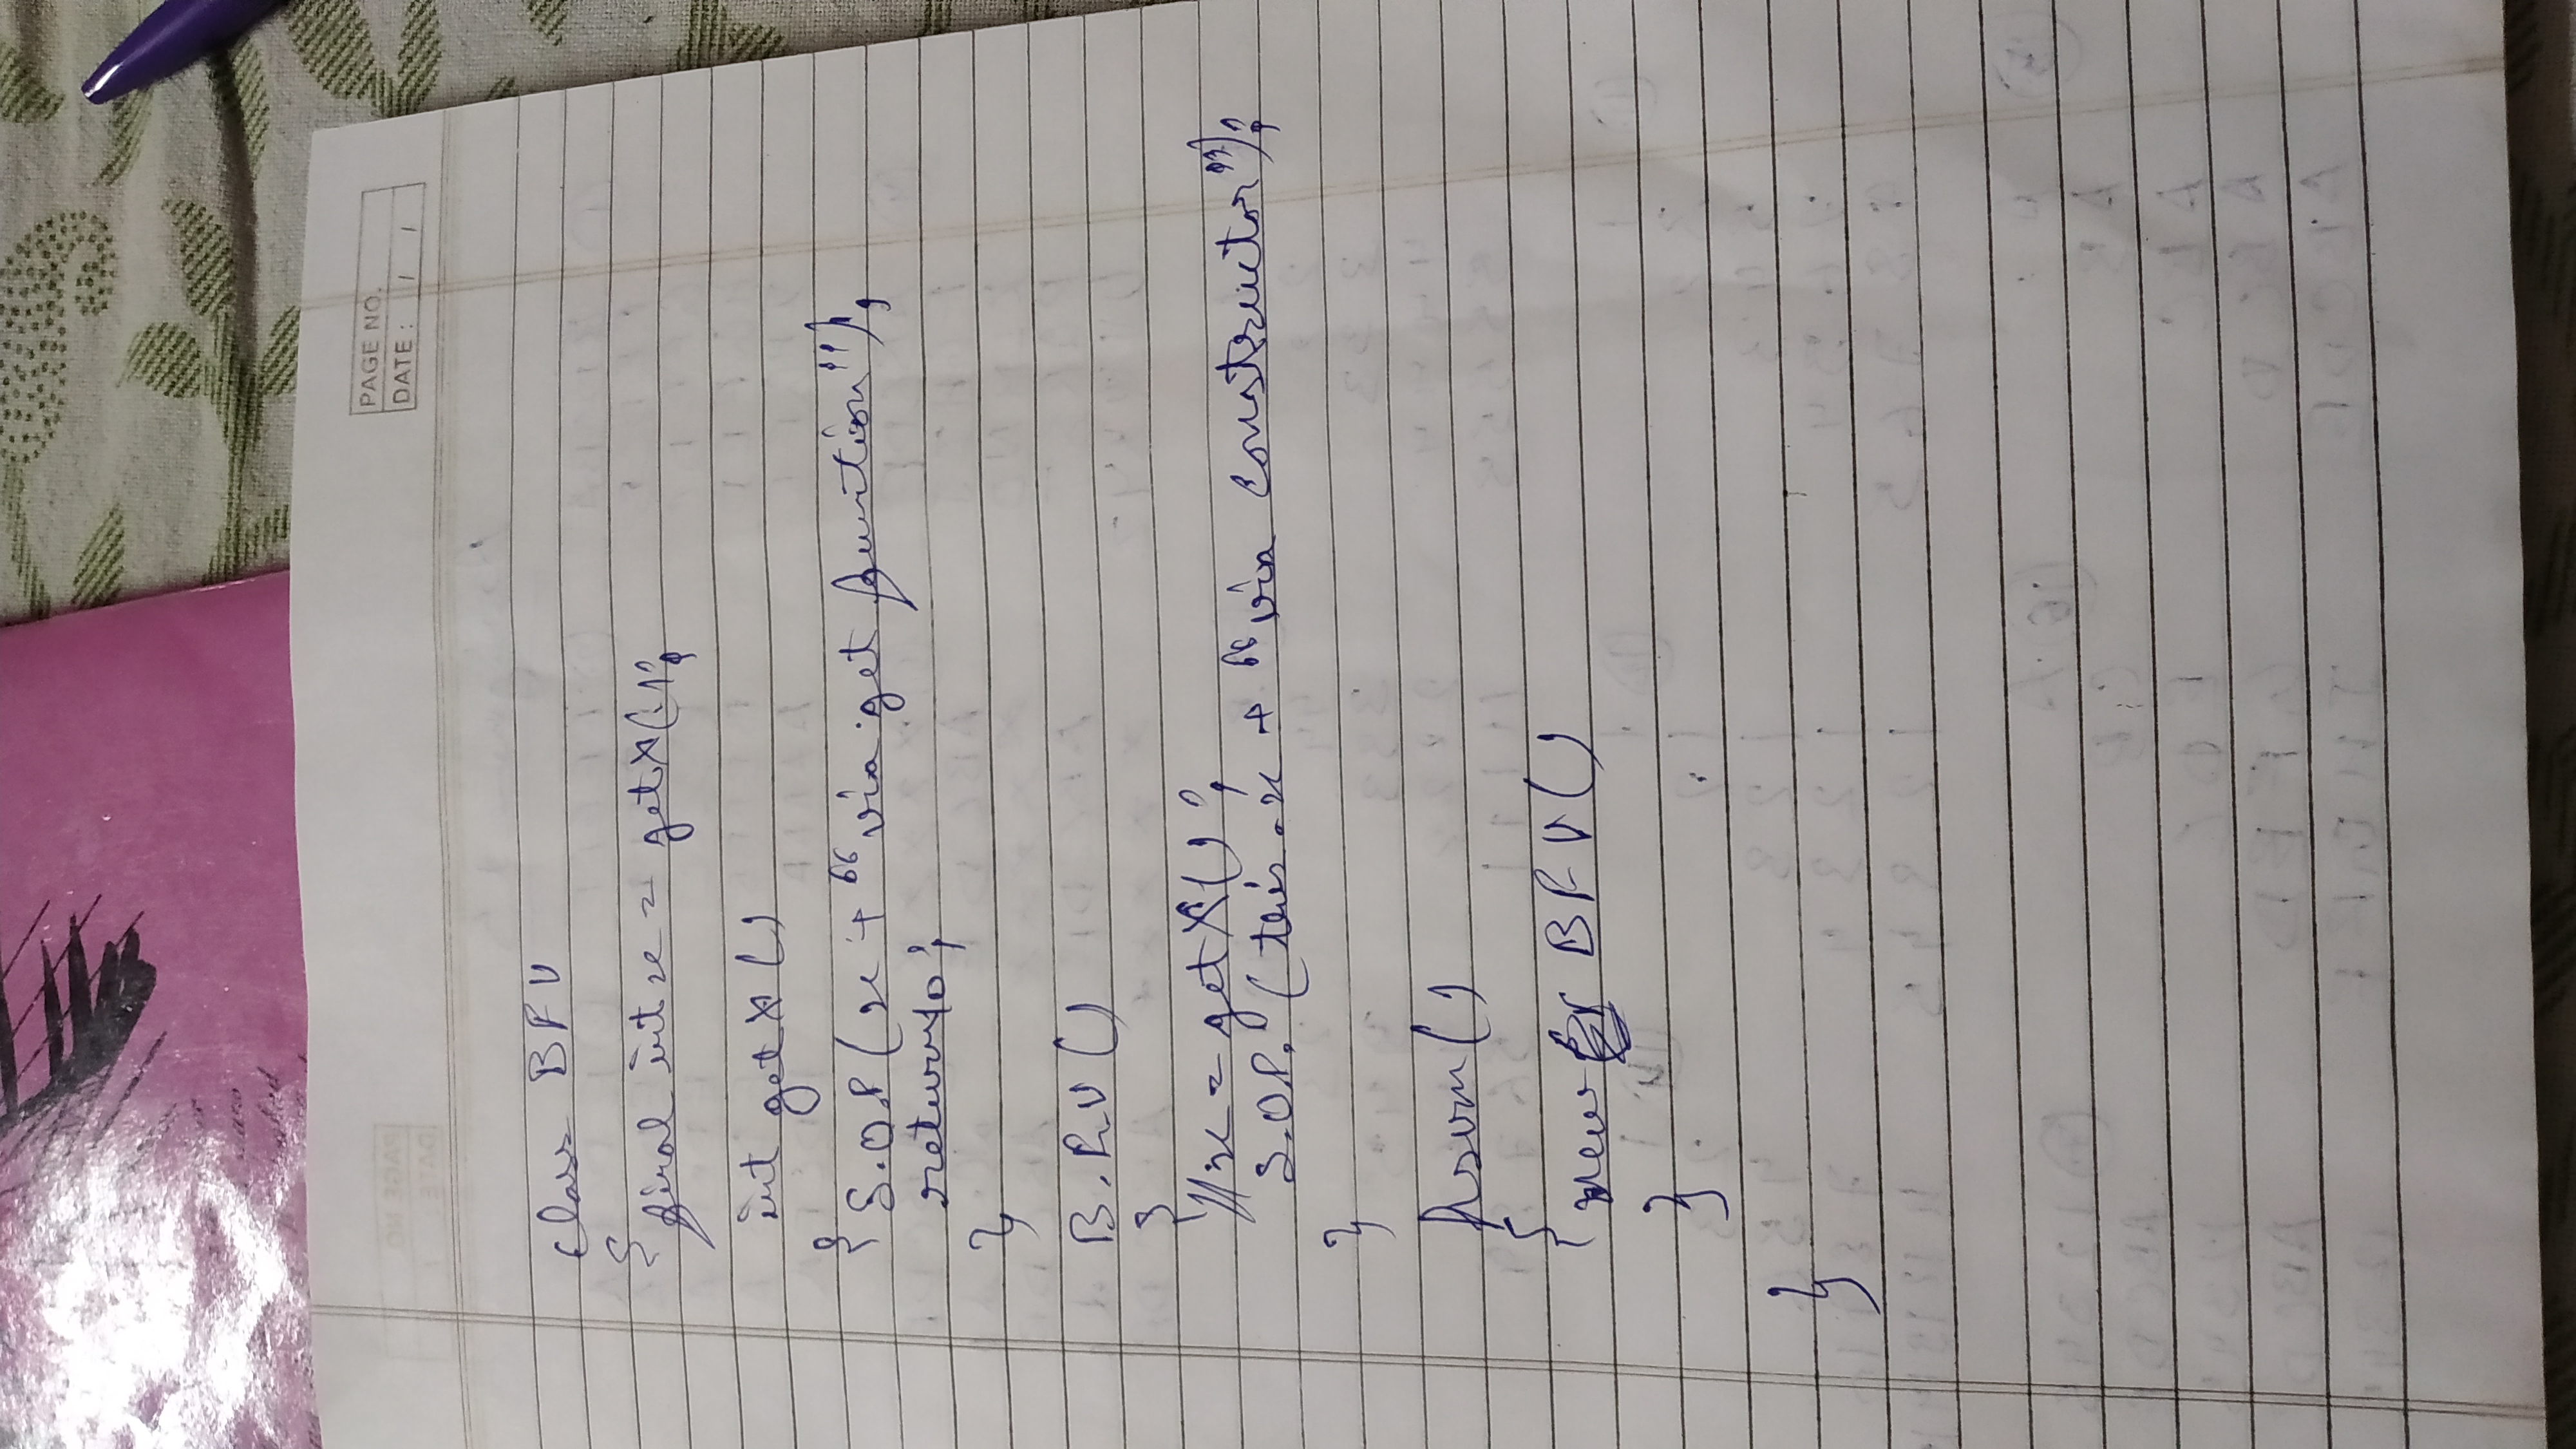 PAGE NO.
DATE : / /
class BFV
{
final int x = getX();
int getX()
{ S.O.P (x + "via get function");
return 10;
}
B.F.V()
{
//x = getX();
S.O.P. (this.x + "via constructor");
}
Psvm()
{
new BFV()
}
}